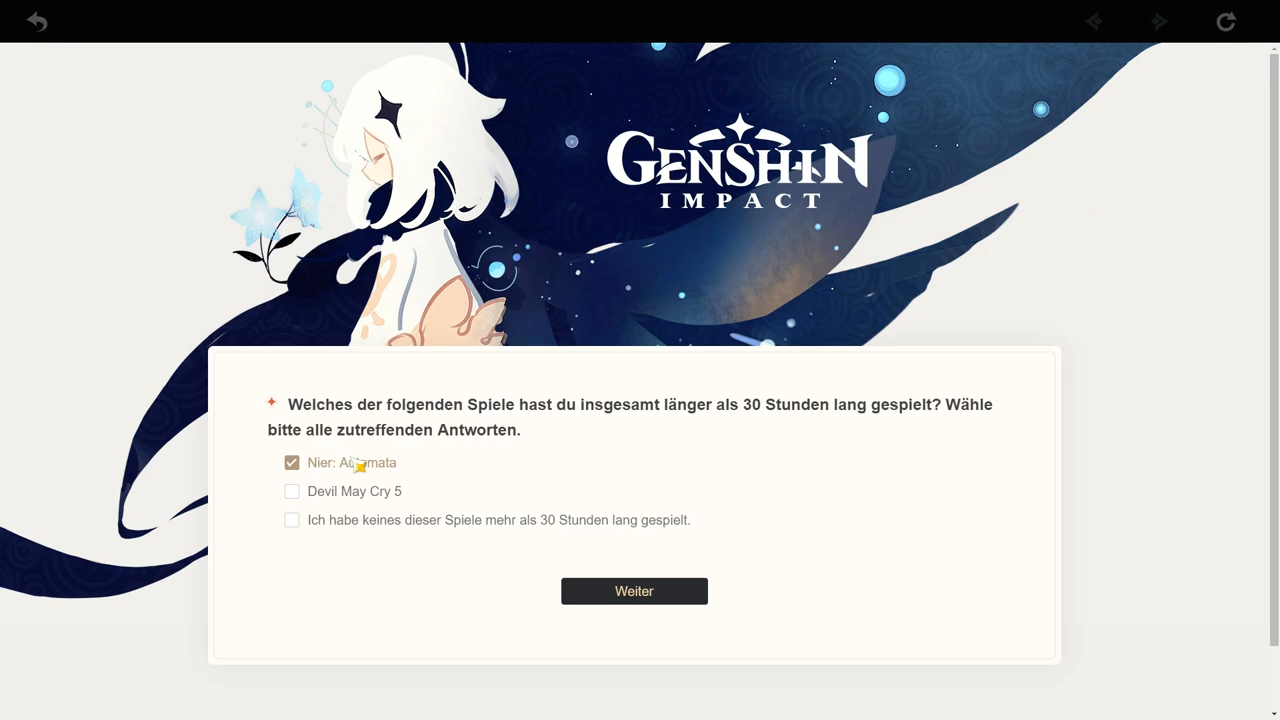 GENSHIN
IMPACT
Welches der folgenden Spiele hast du insgesamt länger als 30 Stunden lang gespielt? Wähle
bitte alle zutreffenden Antworten.
Nier: Automata
Devil May Cry 5
Ich habe keines dieser Spiele mehr als 30 Stunden lang gespielt.
Weiter